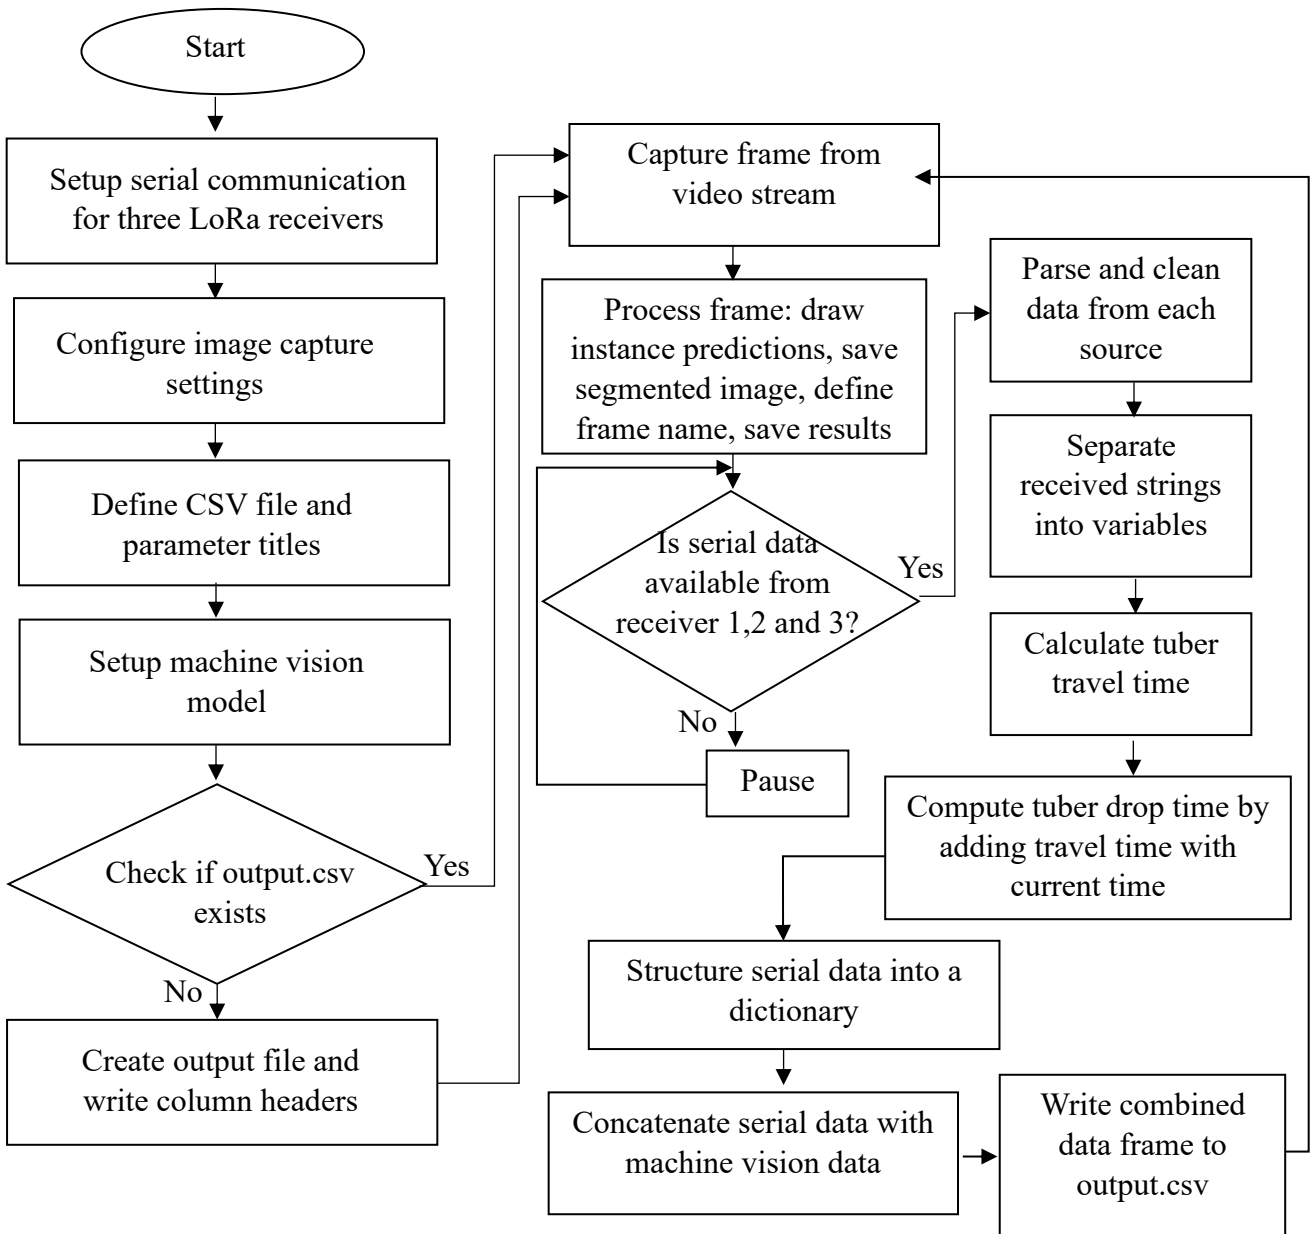 Start
Setup serial communication
for three LoRa receivers
Configure image capture
settings
Define CSV file and
parameter titles
Setup machine vision
model
Check if output.csv
exists
Yes
No
Create output file and
write column headers
Capture frame from
video stream
Process frame: draw
instance predictions, save
segmented image, define
frame name, save results
Is serial data
available from
receiver 1,2 and 3?
Yes
No
Pause
Parse and clean
data from each
source
Separate
received strings
into variables
Calculate tuber
travel time
Compute tuber drop time by
adding travel time with
current time
Structure serial data into a
dictionary
Concatenate serial data with
machine vision data
Write combined
data frame to
output.csv